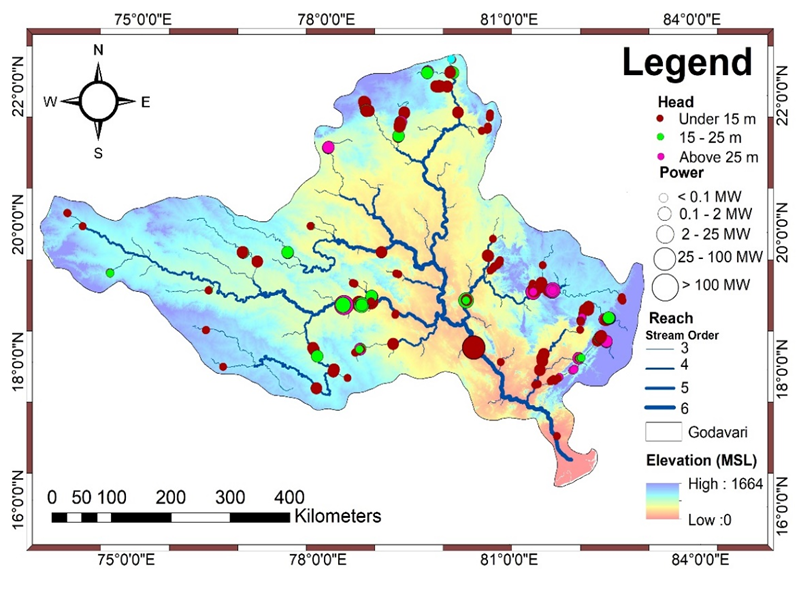 75°0'0"E 78°0'0"E 81°0'0"E 84°0'0"E
N
W E
S
22°0'0"N
20°0'0"N
18°0'0"N
16°0'0"N
Legend
Head
Under 15 m
15 - 25 m
Above 25 m
Power
< 0.1 MW
0.1 - 2 MW
2 - 25 MW
25 - 100 MW
> 100 MW
Reach
Stream Order
3
4
5
6
Godavari
Elevation (MSL)
High : 1664
Low :0
22°0'0"N
20°0'0"N
18°0'0"N
16°0'0"N
0 50 100 200 300 400
Kilometers
75°0'0"E 78°0'0"E 81°0'0"E 84°0'0"E